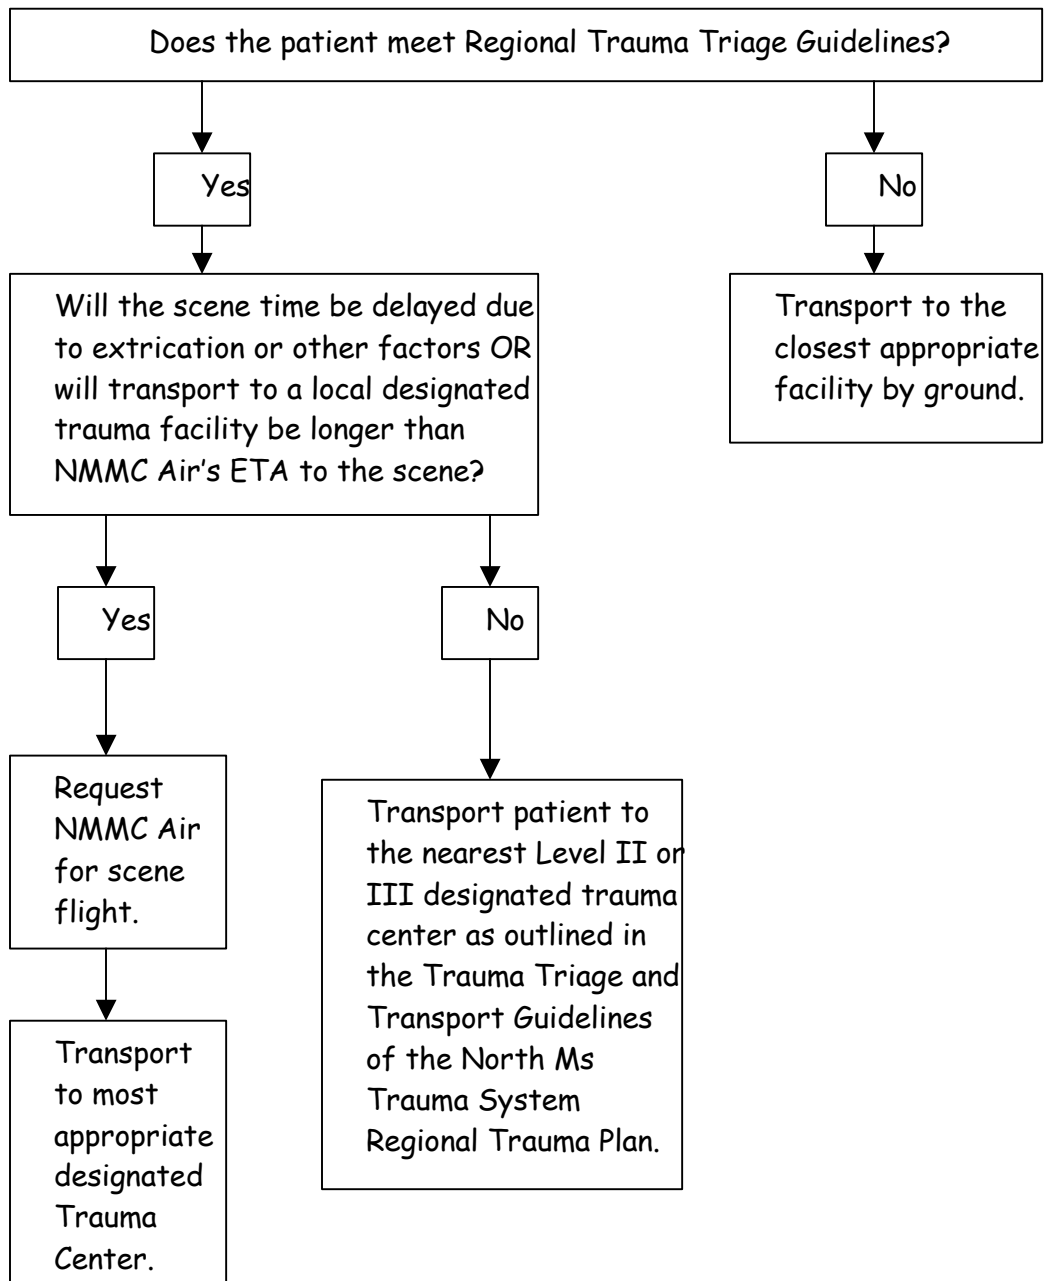 Does the patient meet Regional Trauma Triage Guidelines?
Yes
No
Will the scene time be delayed due
to extrication or other factors OR
will transport to a local designated
trauma facility be longer than
NMMC Air's ETA to the scene?
Transport to the
closest appropriate
facility by ground.
Yes
No
Request
NMMC Air
for scene
flight.
Transport patient to
the nearest Level II or
III designated trauma
center as outlined in
the Trauma Triage and
Transport Guidelines
of the North Ms
Trauma System
Regional Trauma Plan.
Transport
to most
appropriate
designated
Trauma
Center.